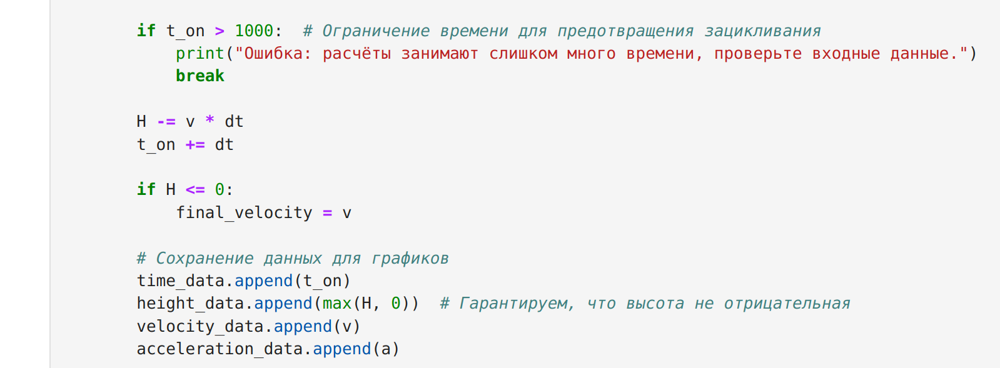 if t_on > 1000:  # Ограничение времени для предотвращения зацикливания
    print("Ошибка: расчёты занимают слишком много времени, проверьте входные данные.")
    break

H -= v * dt
t_on += dt

if H <= 0:
    final_velocity = v

# Сохранение данных для графиков
time_data.append(t_on)
height_data.append(max(H, 0))  # Гарантируем, что высота не отрицательная
velocity_data.append(v)
acceleration_data.append(a)